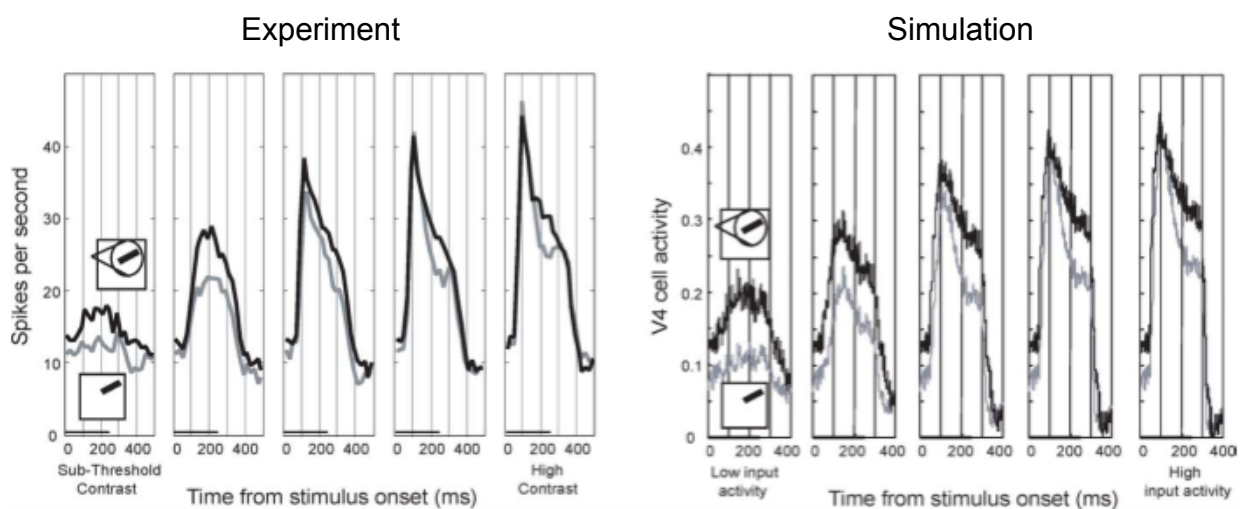 Experiment
Simulation
Spikes per second
40
30
20
10
0
0 200 400
0 200 400
0 200 400
0 200 400
0 200 400
Sub-Threshold
Contrast
High
Contrast
Time from stimulus onset (ms)
V4 cell activity
0.4
0.3
0.2
0.1
0
0 200 400
0 200 400
0 200 400
0 200 400
0 200 400
Low input
activity
High
input activity
Time from stimulus onset (ms)